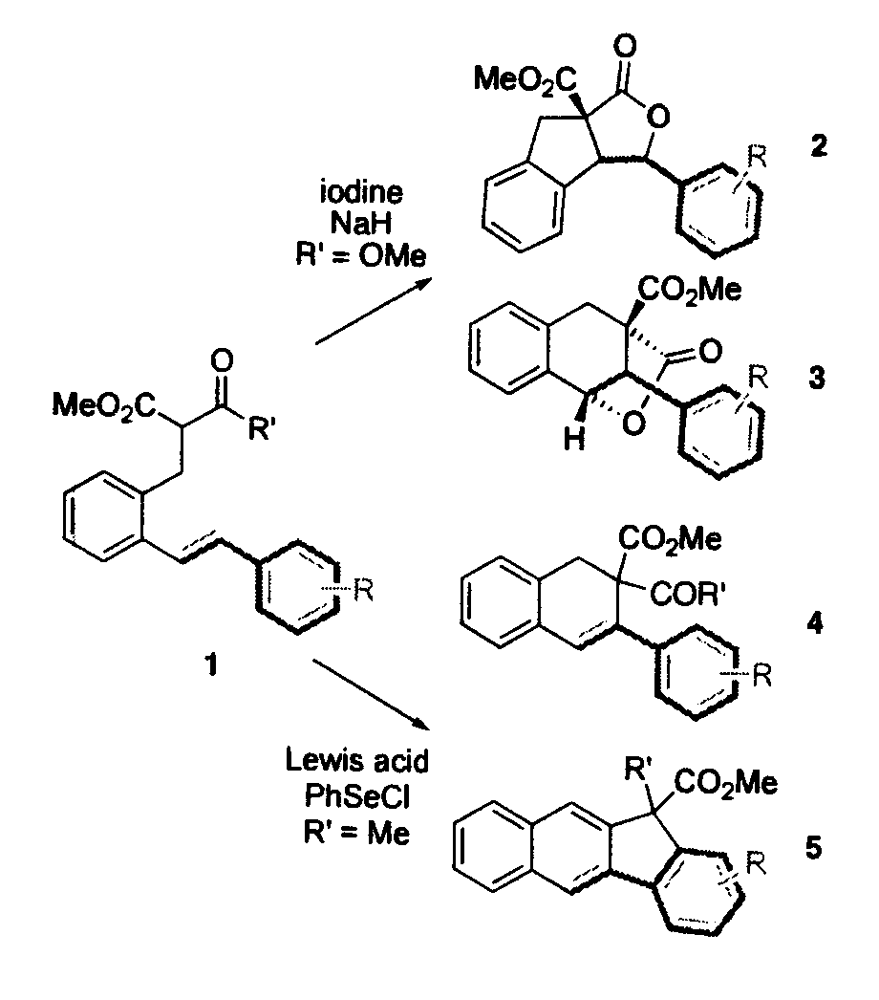 MeO₂C
O
O
R
2
iodine
NaH
R' = OMe
CO₂Me
O
O
H
R
3
O
MeO₂C
R'
R
1
CO₂Me
COR'
R
4
Lewis acid
PhSeCl
R' = Me
R'
CO₂Me
R
5